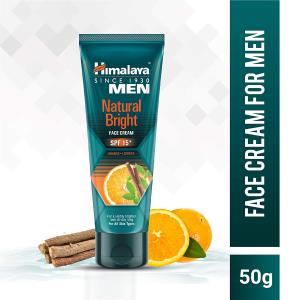 Himalaya
SINCE 1930
MEN
Natural
Bright
FACE CREAM
SPF 15*
For All Skin Types
FACE CREAM FOR MEN
50g